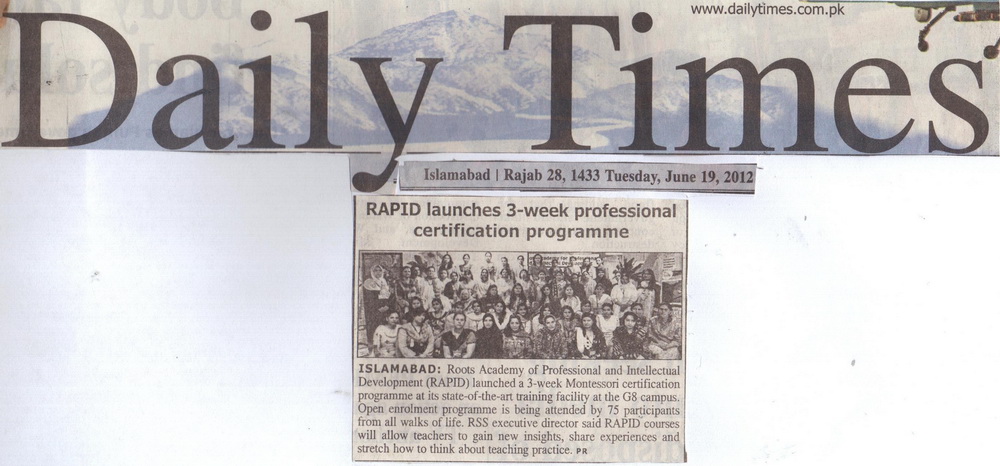 www.dailytimes.com.pk
Daily Times
Islamabad | Rajab 28, 1433 Tuesday, June 19, 2012
RAPID launches 3-week professional
certification programme
ISLAMABAD: Roots Academy of Professional and Intellectual
Development (RAPID) launched a 3-week Montessori certification
programme at its state-of-the-art training facility at the G8 campus.
Open enrolment programme is being attended by 75 participants
from all walks of life. RSS executive director said RAPID courses
will allow teachers to gain new insights, share experiences and
stretch how to think about teaching practice. PR